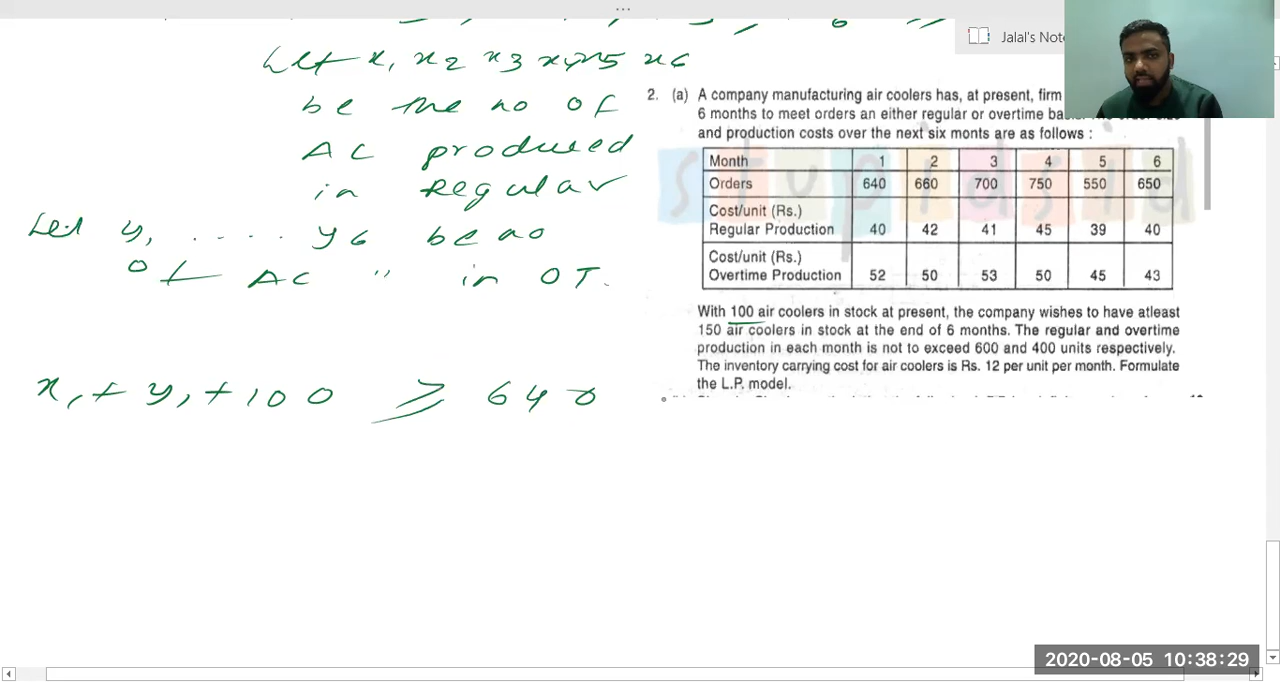 Jalal's Note
Let x1 x2 x3 x4 x5 x6
be the no of
AC produced
in Regular
Let y1 .... y6 be no
of AC " in OT.
x1 + y1 + 100 ≥ 640
2. (a) A company manufacturing air coolers has, at present, firm
6 months to meet orders an either regular or overtime
and production costs over the next six monts are as follows :
Month 1 2 3 4 5 6
Orders 640 660 700 750 550 650
Cost/unit (Rs.)
Regular Production 40 42 41 45 39 40
Cost/unit (Rs.)
Overtime Production 52 50 53 50 45 43
With 100 air coolers in stock at present, the company wishes to have atleast
150 air coolers in stock at the end of 6 months. The regular and overtime
production in each month is not to exceed 600 and 400 units respectively.
The inventory carrying cost for air coolers is Rs. 12 per unit per month. Formulate
the L.P. model.
stupidsid
2020-08-05 10:38:29